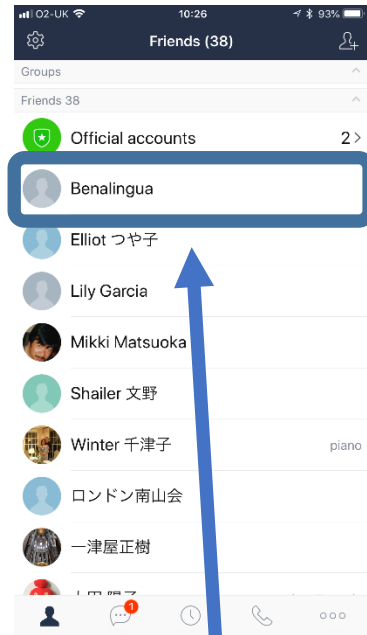 O2-UK 10:26 93%
Friends (38)
Groups
Friends 38
Official accounts 2
Benalingua
Elliot つや子
Lily Garcia
Mikki Matsuoka
Shailer 文野
Winter 千津子 piano
ロンドン南山会
一津屋正樹
1